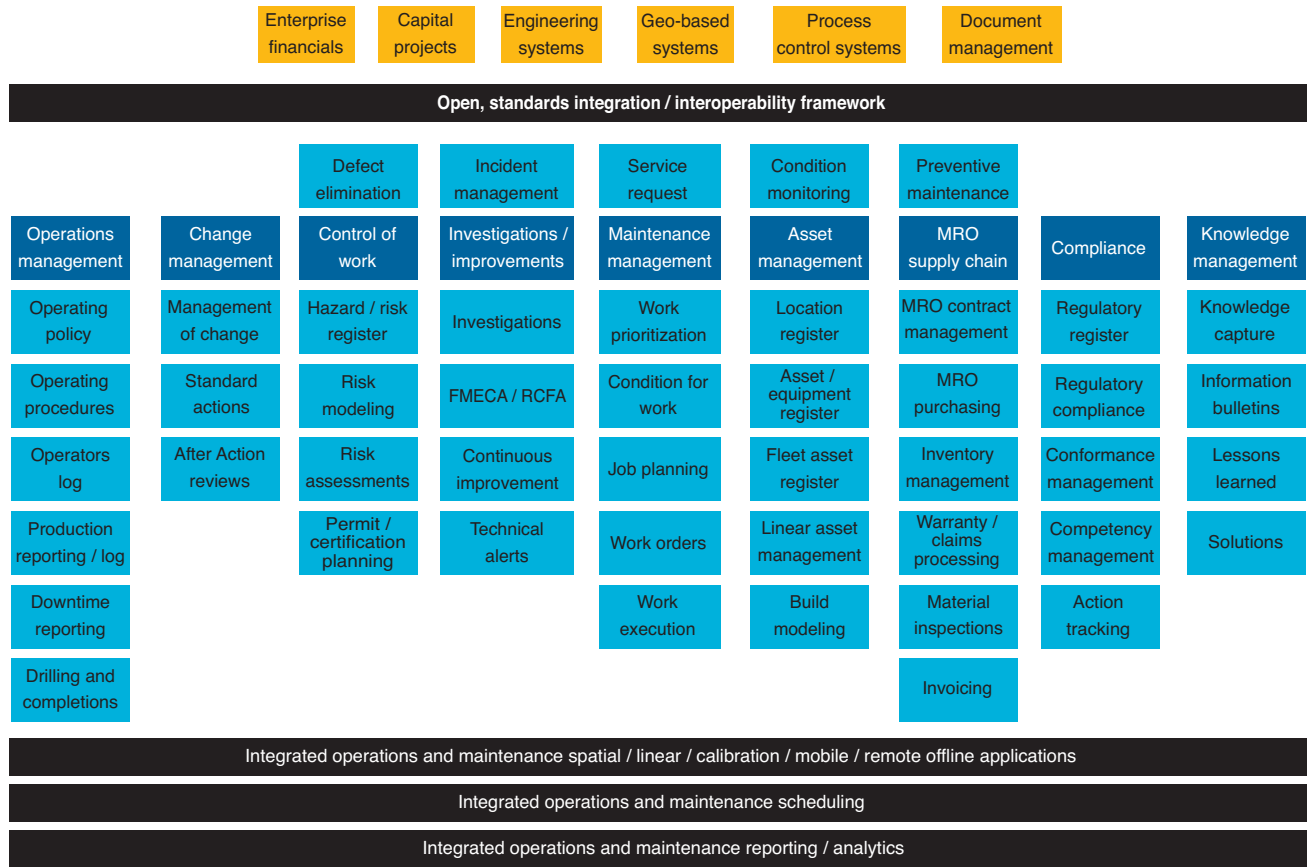 Enterprise
financials
Capital
projects
Engineering
systems
Geo-based
systems
Process
control systems
Document
management
Open, standards integration / interoperability framework
Defect
elimination
Incident
management
Service
request
Condition
monitoring
Preventive
maintenance
Operations
management
Change
management
Control of
work
Investigations /
improvements
Maintenance
management
Asset
management
MRO
supply chain
Compliance
Knowledge
management
Operating
policy
Management
of change
Hazard / risk
register
Investigations
Work
prioritization
Location
register
MRO contract
management
Regulatory
register
Knowledge
capture
Operating
procedures
Standard
actions
Risk
modeling
FMECA / RCFA
Condition for
work
Asset /
equipment
register
MRO
purchasing
Regulatory
compliance
Information
bulletins
Operators
log
After Action
reviews
Risk
assessments
Continuous
improvement
Job planning
Fleet asset
register
Inventory
management
Conformance
management
Lessons
learned
Production
reporting / log
Permit /
certification
planning
Technical
alerts
Work orders
Linear asset
management
Warranty /
claims
processing
Competency
management
Solutions
Downtime
reporting
Work
execution
Build
modeling
Material
inspections
Action
tracking
Drilling and
completions
Invoicing
Integrated operations and maintenance spatial / linear / calibration / mobile / remote offline applications
Integrated operations and maintenance scheduling
Integrated operations and maintenance reporting / analytics